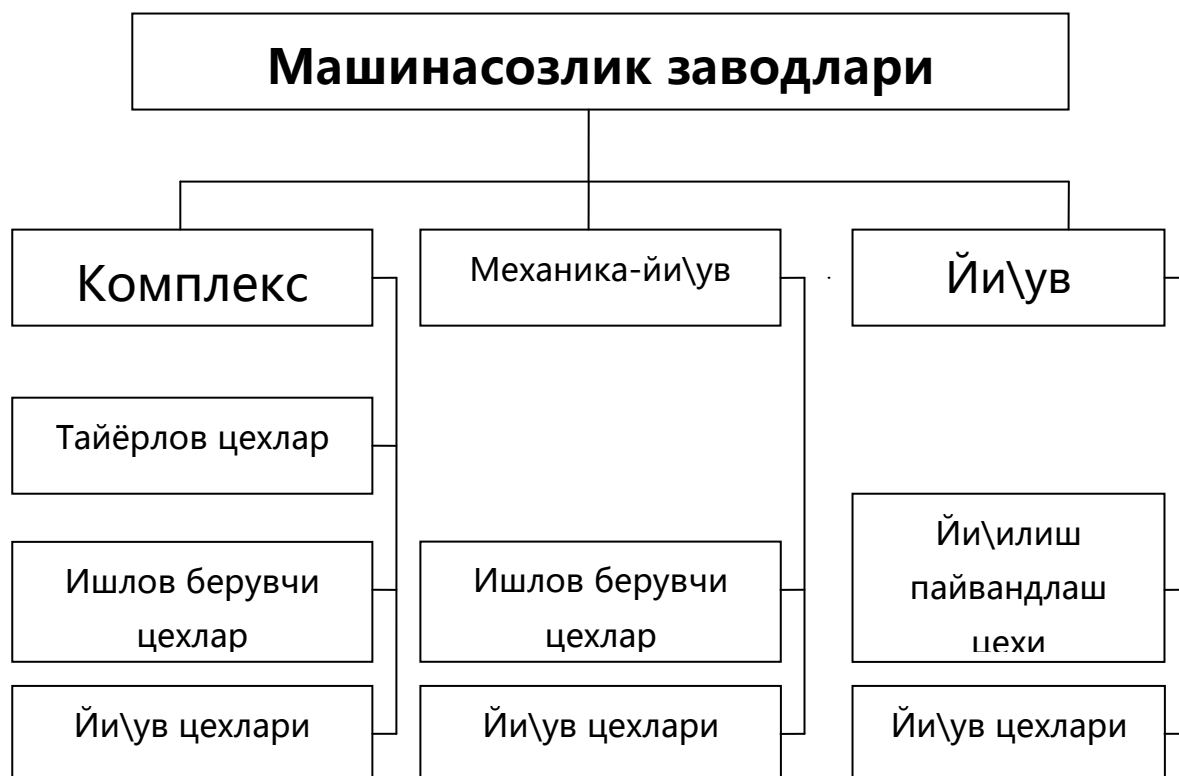 Машинасозлик заводлари
Комплекс
Механика-йи\ув
Йи\ув
Тайёрлов цехлар
Ишлов берувчи
цехлар
Ишлов берувчи
цехлар
Йи\илиш
пайвандлаш
цехи
Йи\ув цехлари
Йи\ув цехлари
Йи\ув цехлари